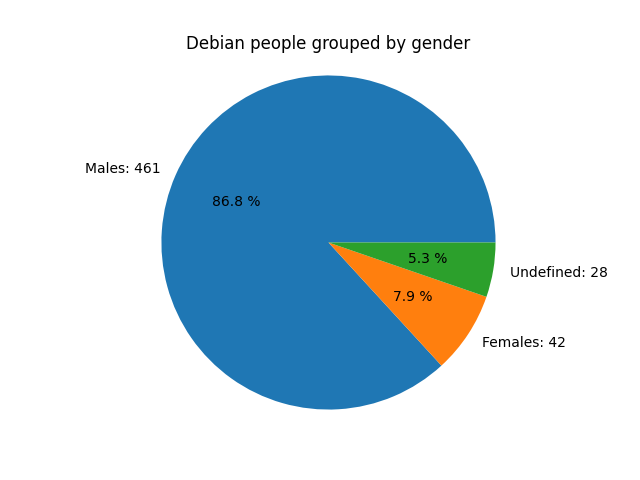 Debian people grouped by gender
Males: 461
86.8 %
5.3 %
Undefined: 28
7.9 %
Females: 42